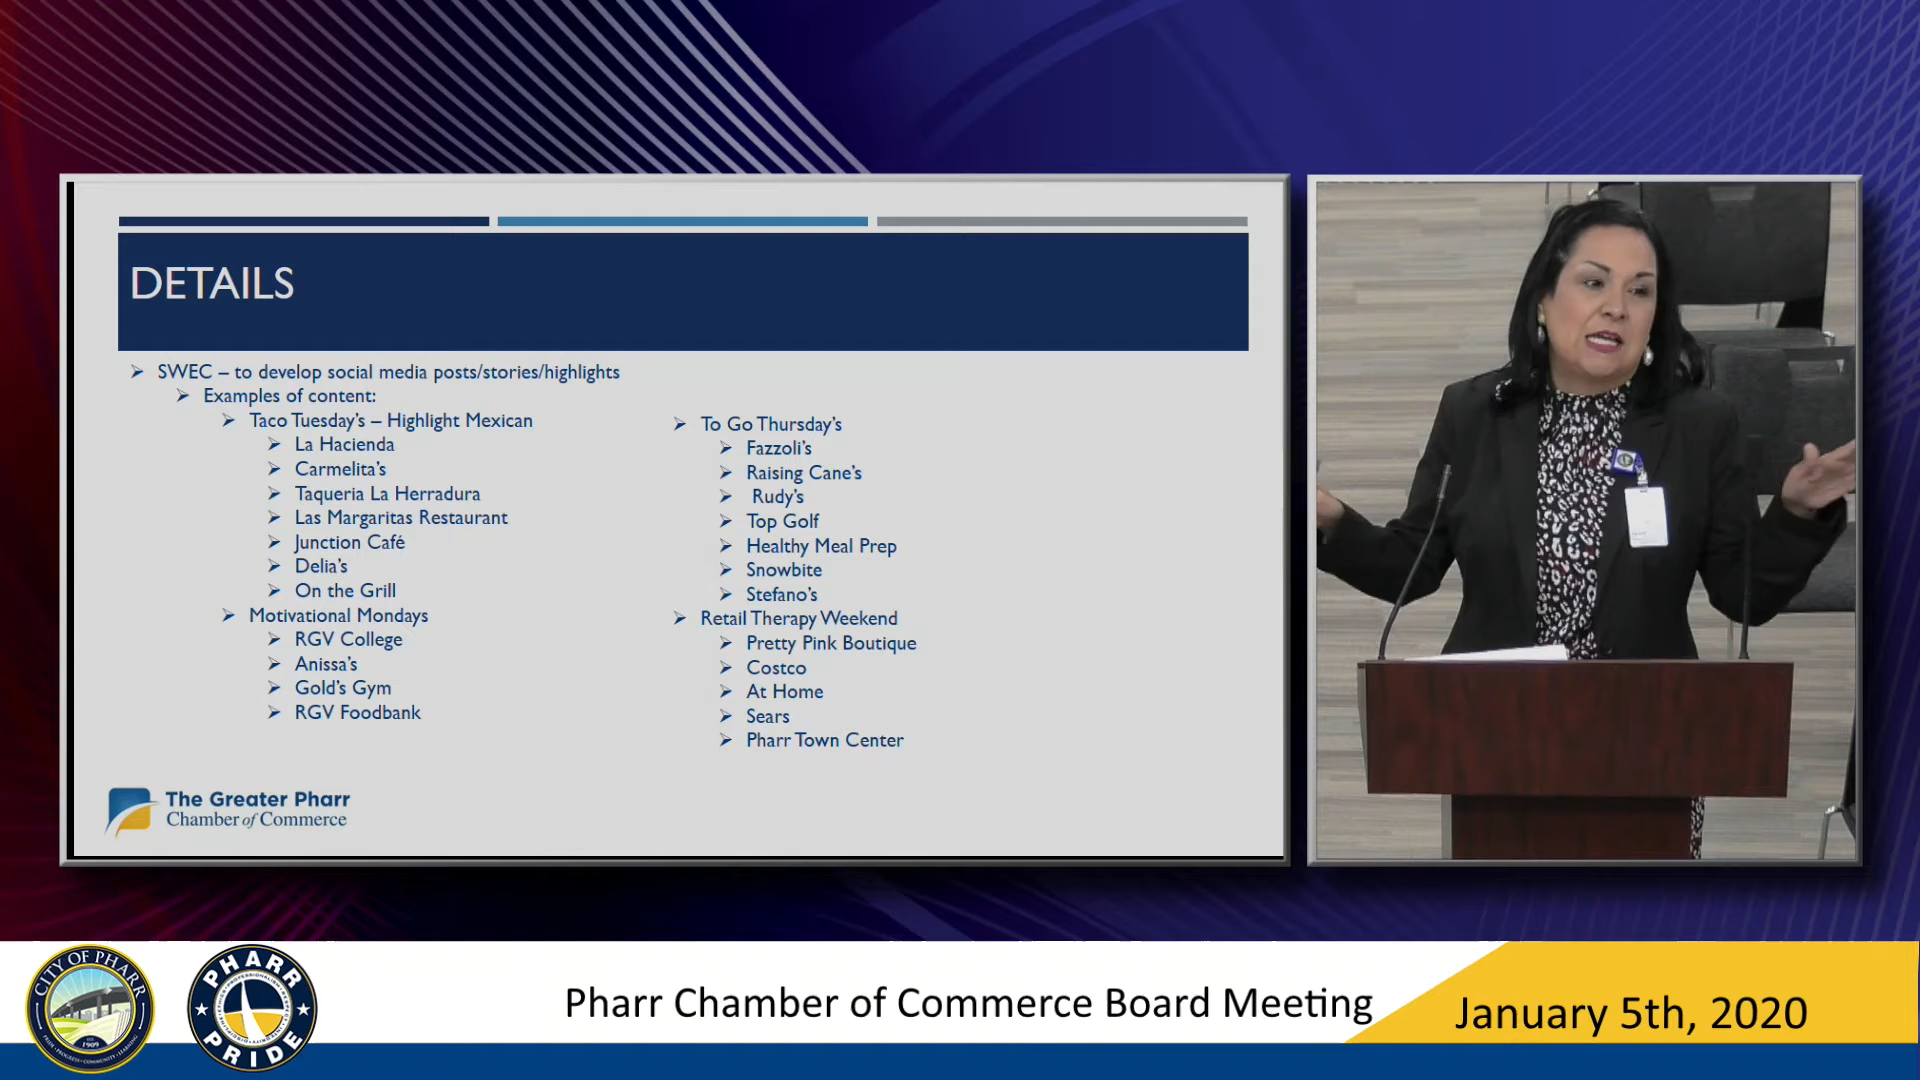 DETAILS
SWEC – to develop social media posts/stories/highlights
Examples of content:
Taco Tuesday's – Highlight Mexican
La Hacienda
Carmelita's
Taqueria La Herradura
Las Margaritas Restaurant
Junction Café
Delia's
On the Grill
Motivational Mondays
RGV College
Anissa's
Gold's Gym
RGV Foodbank
To Go Thursday's
Fazzoli's
Raising Cane's
Rudy's
Top Golf
Healthy Meal Prep
Snowbite
Stefano's
Retail Therapy Weekend
Pretty Pink Boutique
Costco
At Home
Sears
Pharr Town Center
The Greater Pharr
Chamber of Commerce
CITY OF PHARR
1909
PHARR
PRIDE
Pharr Chamber of Commerce Board Meeting
January 5th, 2020